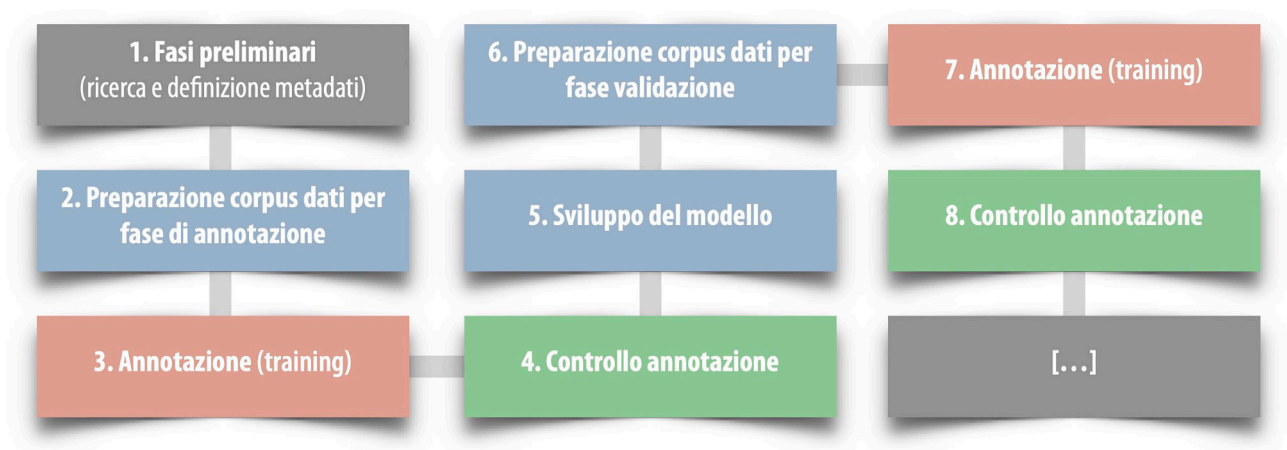 1. Fasi preliminari
(ricerca e definizione metadati)
2. Preparazione corpus dati per
fase di annotazione
3. Annotazione (training)
4. Controllo annotazione
5. Sviluppo del modello
6. Preparazione corpus dati per
fase validazione
7. Annotazione (training)
8. Controllo annotazione
[...]